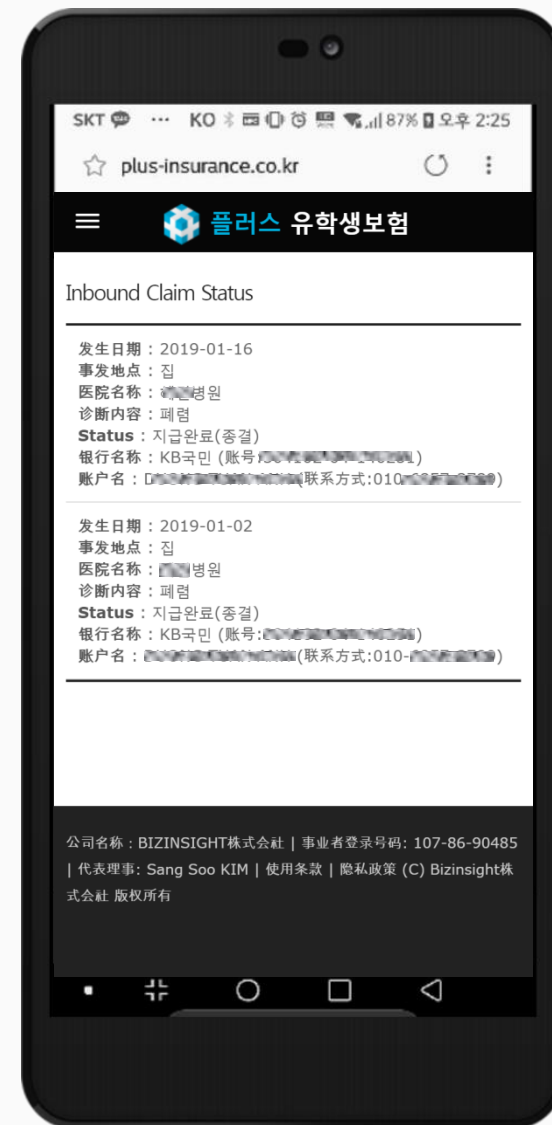 SKT ... KO 87% 오후 2:25
plus-insurance.co.kr
플러스 유학생보험
Inbound Claim Status
发生日期 : 2019-01-16
事发地点 : 집
医院名称 : 병원
诊断内容 : 폐렴
Status : 지급완료(종결)
银行名称 : KB국민 (账号: )
账户名 : (联系方式:010- )
发生日期 : 2019-01-02
事发地点 : 집
医院名称 : 병원
诊断内容 : 폐렴
Status : 지급완료(종결)
银行名称 : KB국민 (账号: )
账户名 : (联系方式:010- )
公司名称 : BIZINSIGHT株式会社 | 事业者登录号码: 107-86-90485
| 代表理事: Sang Soo KIM | 使用条款 | 隐私政策 (C) Bizinsight株
式会社 版权所有